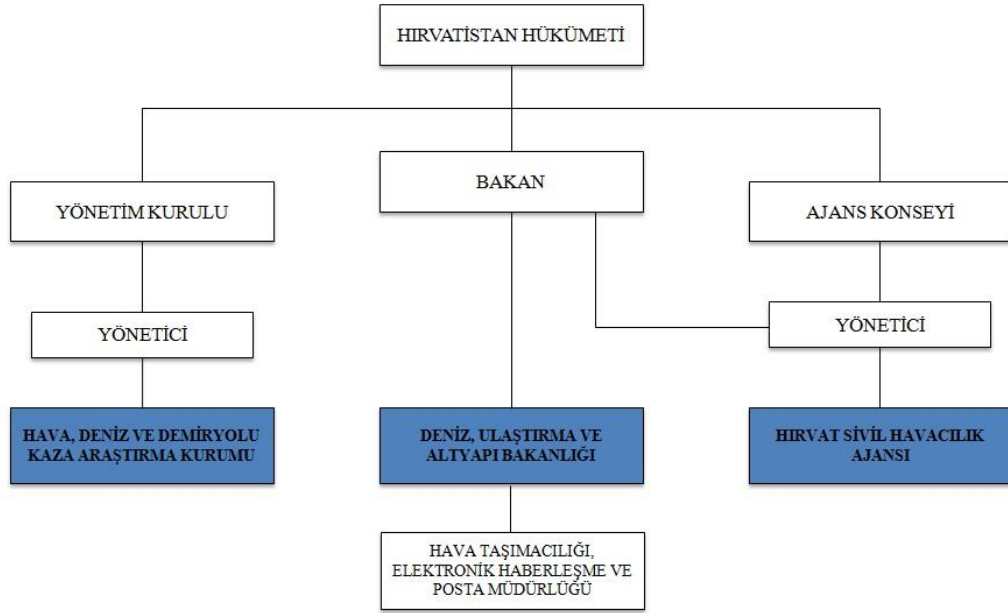 HIRVATİSTAN HÜKÜMETİ
YÖNETİM KURULU
BAKAN
AJANS KONSEYİ
YÖNETİCİ
YÖNETİCİ
HAVA, DENİZ VE DEMİRYOLU
KAZA ARAŞTIRMA KURUMU
DENİZ, ULAŞTIRMA VE
ALTYAPI BAKANLIĞI
HIRVAT SİVİL HAVACILIK
AJANSI
HAVA TAŞIMACILIĞI,
ELEKTRONİK HABERLEŞME VE
POSTA MÜDÜRLÜĞÜ